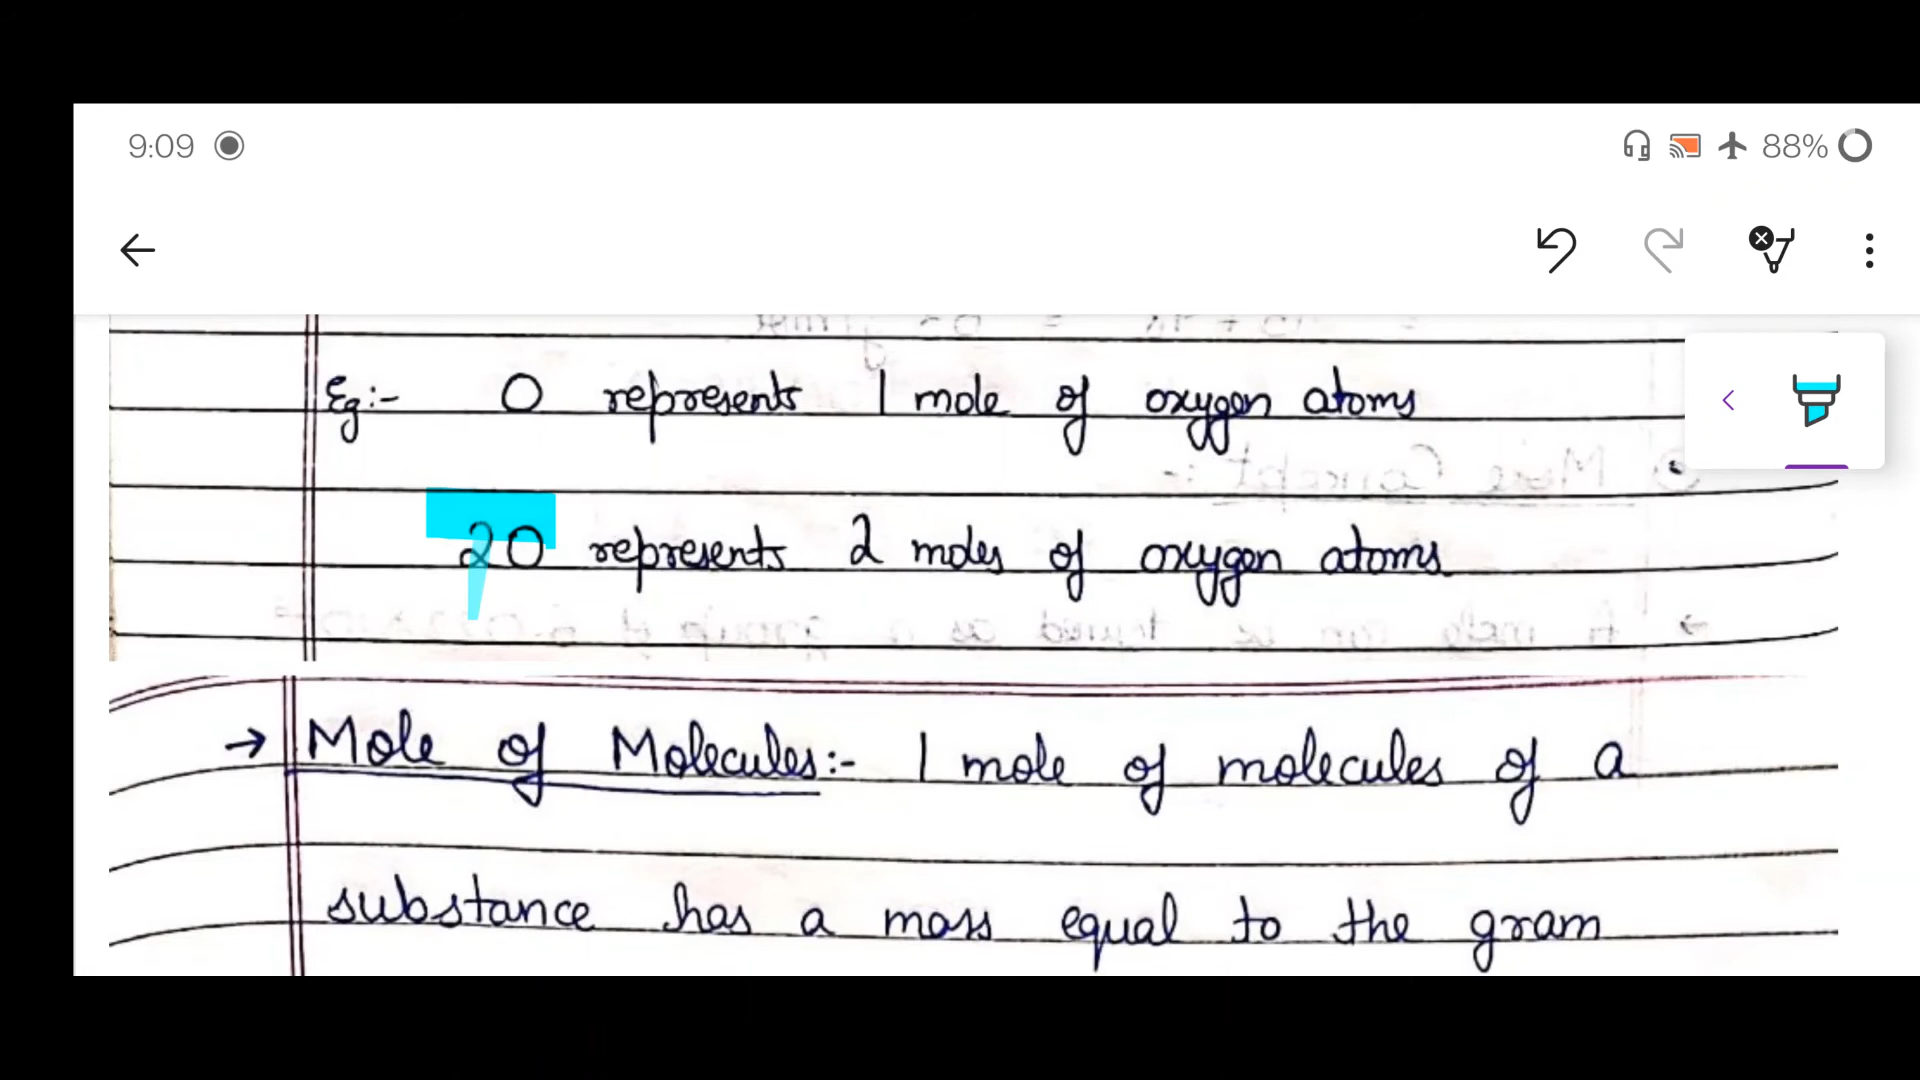 9:09 88%
Eg:- O represents 1 mole of oxygen atoms
2O represents 2 moles of oxygen atoms
→ Mole of Molecules:- 1 mole of molecules of a
substance has a mass equal to the gram